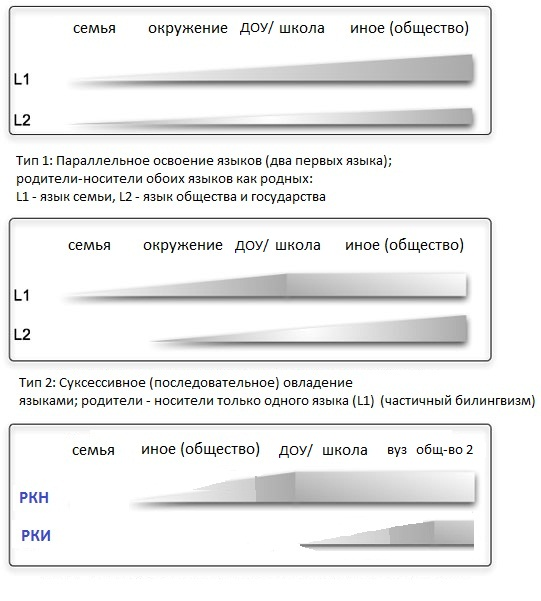 семья окружение ДОУ/ школа иное (общество)
L1
L2
Тип 1: Параллельное освоение языков (два первых языка);
родители-носители обоих языков как родных:
L1 - язык семьи, L2 - язык общества и государства
семья окружение ДОУ/ школа иное (общество)
L1
L2
Тип 2: Суксессивное (последовательное) овладение
языками; родители - носители только одного языка (L1) (частичный билингвизм)
семья иное (общество) ДОУ/ школа вуз общ-во 2
РКН
РКИ